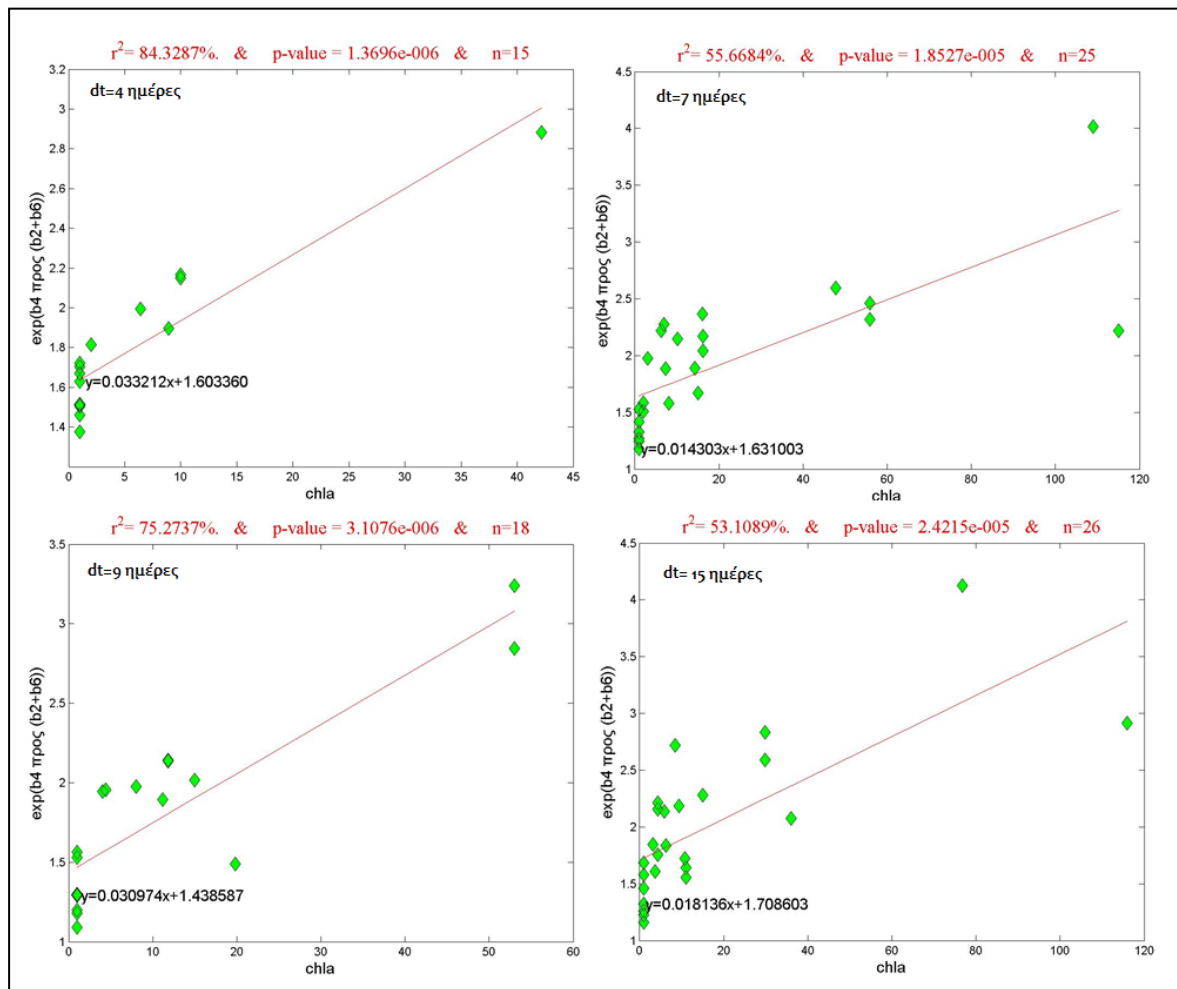 r²= 84.3287%. & p-value = 1.3696e-006 & n=15
dt=4 ημέρες
3.2
3
2.8
2.6
2.4
2.2
2
1.8
1.6
1.4
exp(b4 προς (b2+b6))
y=0.033212x+1.603360
0 5 10 15 20 25 30 35 40 45
chla
r²= 55.6684%. & p-value = 1.8527e-005 & n=25
dt=7 ημέρες
4.5
4
3.5
3
2.5
2
1.5
1
exp(b4 προς (b2+b6))
y=0.014303x+1.631003
0 20 40 60 80 100 120
chla
r²= 75.2737%. & p-value = 3.1076e-006 & n=18
dt=9 ημέρες
3.5
3
2.5
2
1.5
1
exp(b4 προς (b2+b6))
y=0.030974x+1.438587
0 10 20 30 40 50 60
chla
r²= 53.1089%. & p-value = 2.4215e-005 & n=26
dt= 15 ημέρες
4.5
4
3.5
3
2.5
2
1.5
1
exp(b4 προς (b2+b6))
y=0.018136x+1.708603
0 20 40 60 80 100 120
chla